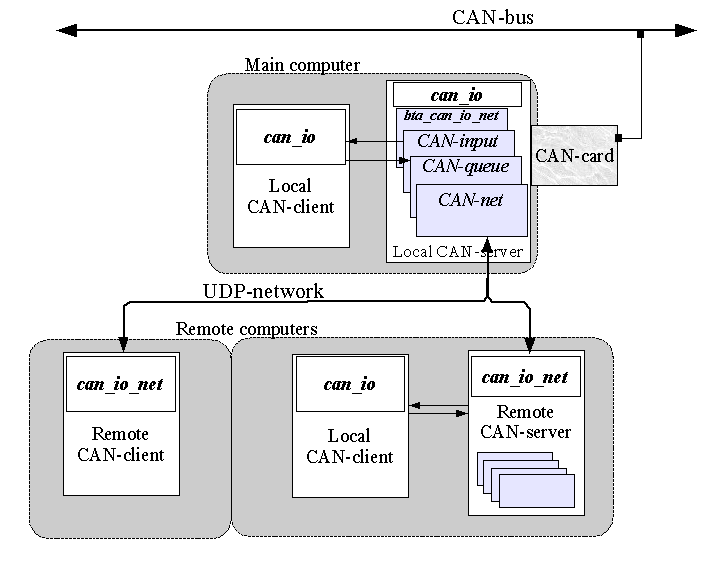 CAN-bus
Main computer
can_io
bta_can_io_net
can_io
CAN-input
CAN-queue
CAN-card
Local
CAN-client
CAN-net
Local CAN-server
UDP-network
Remote computers
can_io_net
can_io
can_io_net
Remote
CAN-client
Local
CAN-client
Remote
CAN-server